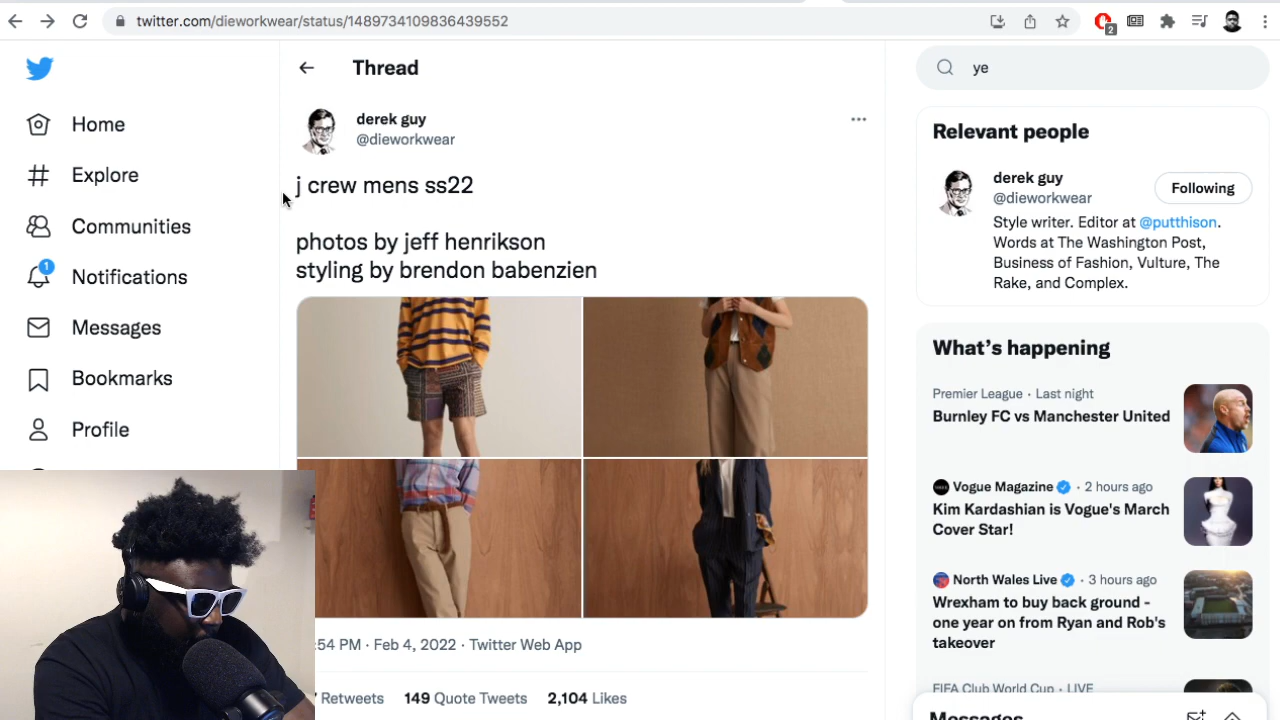 twitter.com/dieworkwear/status/1489734109836439552
2
ye
Thread
Home
Explore
Communities
1
Notifications
Messages
Bookmarks
Profile
derek guy
@dieworkwear
j crew mens ss22
photos by jeff henrikson
styling by brendon babenzien
:54 PM · Feb 4, 2022 · Twitter Web App
Retweets 149 Quote Tweets 2,104 Likes
Relevant people
derek guy
@dieworkwear
Following
Style writer. Editor at @putthison.
Words at The Washington Post,
Business of Fashion, Vulture, The
Rake, and Complex.
What's happening
Premier League · Last night
Burnley FC vs Manchester United
Vogue Magazine · 2 hours ago
Kim Kardashian is Vogue's March
Cover Star!
North Wales Live · 3 hours ago
Wrexham to buy back ground -
one year on from Ryan and Rob's
takeover
FIFA Club World Cup · LIVE
Messages